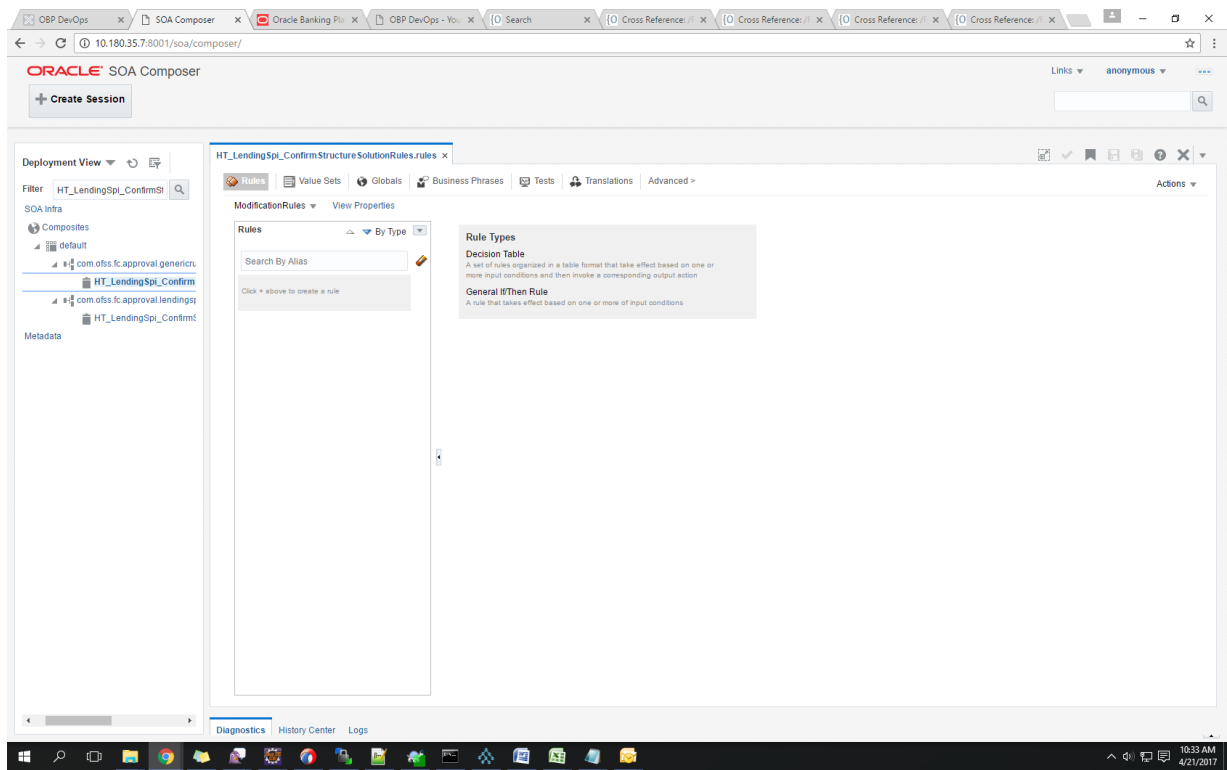 OBP DevOps
SOA Composer
Oracle Banking Pla
OBP DevOps - You
{O Search
{O Cross Reference: /
{O Cross Reference: /
{O Cross Reference: /
{O Cross Reference: /
10.180.35.7:8001/soa/composer/
ORACLE SOA Composer
Links
anonymous
Create Session
Deployment View
Filter HT_LendingSpi_ConfirmSt
SOA Infra
Composites
default
com.ofss.fc.approval.genericru
HT_LendingSpi_Confirm
com.ofss.fc.approval.lendingsp
HT_LendingSpi_ConfirmS
Metadata
HT_LendingSpi_ConfirmStructureSolutionRules.rules
Rules Value Sets Globals Business Phrases Tests Translations Advanced >
Actions
ModificationRules View Properties
Rules By Type
Search By Alias
Click + above to create a rule
Rule Types
Decision Table
A set of rules organized in a table format that take effect based on one or
more input conditions and then invoke a corresponding output action
General If/Then Rule
A rule that takes effect based on one or more of input conditions
Diagnostics History Center Logs
10:33 AM
4/21/2017